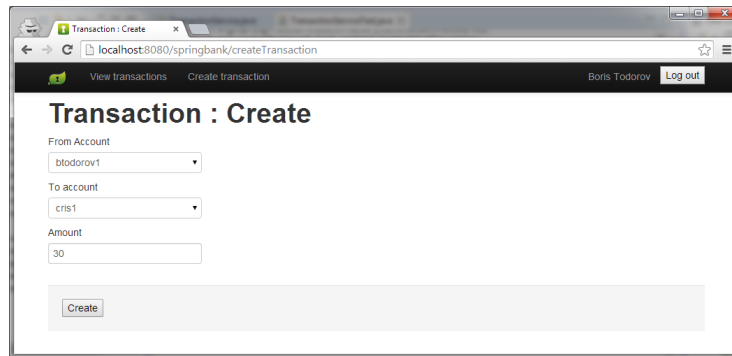 Transaction : Create
localhost:8080/springbank/createTransaction
View transactions Create transaction Boris Todorov Log out
Transaction : Create
From Account
btodorov1
To account
cris1
Amount
30
Create